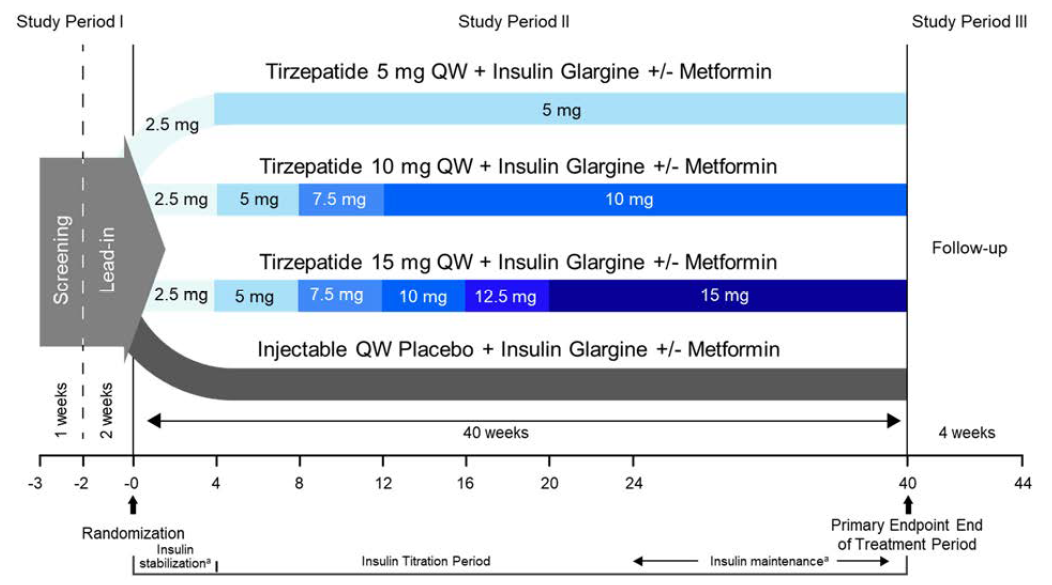 Study Period I
Study Period II
Study Period III
Tirzepatide 5 mg QW + Insulin Glargine +/- Metformin
2.5 mg
5 mg
Tirzepatide 10 mg QW + Insulin Glargine +/- Metformin
2.5 mg
5 mg
7.5 mg
10 mg
Screening
Lead-in
Follow-up
Tirzepatide 15 mg QW + Insulin Glargine +/- Metformin
2.5 mg
5 mg
7.5 mg
10 mg
12.5 mg
15 mg
Injectable QW Placebo + Insulin Glargine +/- Metformin
1 weeks
2 weeks
40 weeks
4 weeks
-3 -2 -0 4 8 12 16 20 24 40 44
Randomization
Primary Endpoint End
of Treatment Period
Insulin
stabilizationª
Insulin Titration Period
Insulin maintenanceª